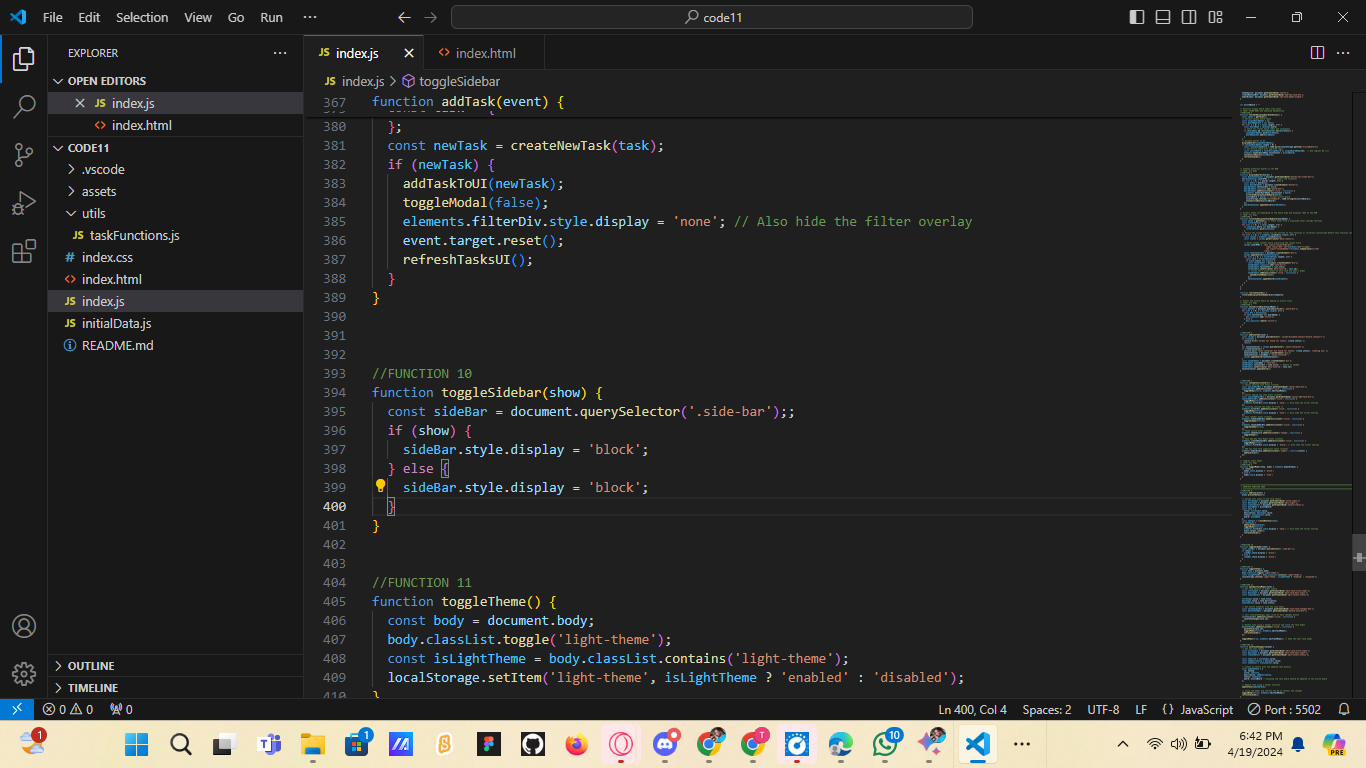 File Edit Selection View Go Run ··· code11
EXPLORER ···
OPEN EDITORS
JS index.js
<> index.html
CODE11
.vscode
assets
utils
JS taskFunctions.js
# index.css
<> index.html
JS index.js
JS initialData.js
README.md
OUTLINE
TIMELINE
JS index.js
<> index.html
JS index.js > toggleSidebar
367 function addTask(event) {
380 };
381 const newTask = createNewTask(task);
382 if (newTask) {
383 addTaskToUI(newTask);
384 toggleModal(false);
385 elements.filterDiv.style.display = 'none'; // Also hide the filter overlay
386 event.target.reset();
387 refreshTasksUI();
388 }
389 }
390
391
392
393 //FUNCTION 10
394 function toggleSidebar(show) {
395 const sideBar = document.querySelector('.side-bar');;
396 if (show) {
397 sideBar.style.display = 'block';
398 } else {
399 sideBar.style.display = 'block';
400 }
401 }
402
403
404 //FUNCTION 11
405 function toggleTheme() {
406 const body = document.body;
407 body.classList.toggle('light-theme');
408 const isLightTheme = body.classList.contains('light-theme');
409 localStorage.setItem('light-theme', isLightTheme ? 'enabled' : 'disabled');
410 }
0 0 0 Ln 400, Col 4 Spaces: 2 UTF-8 LF {} JavaScript Port : 5502
1 1 T 10 6:42 PM
4/19/2024
PRE